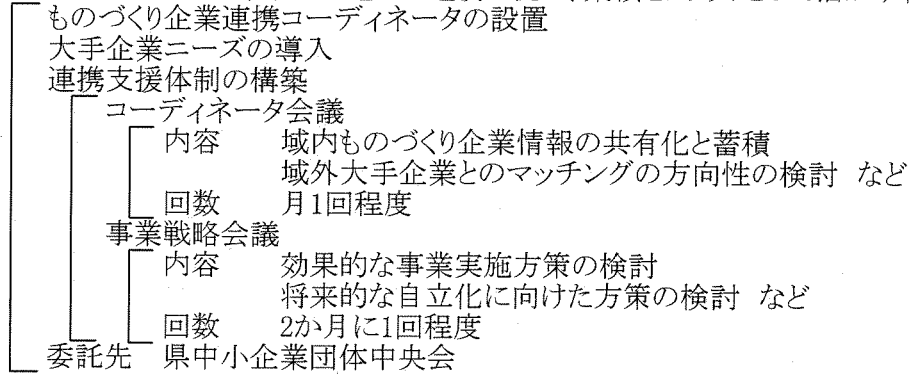 ものづくり企業連携コーディネータの設置
大手企業ニーズの導入
連携支援体制の構築
コーディネータ会議
内容　域内ものづくり企業情報の共有化と蓄積
域外大手企業とのマッチングの方向性の検討 など
回数　月1回程度
事業戦略会議
内容　効果的な事業実施方策の検討
将来的な自立化に向けた方策の検討 など
回数　2か月に1回程度
委託先　県中小企業団体中央会